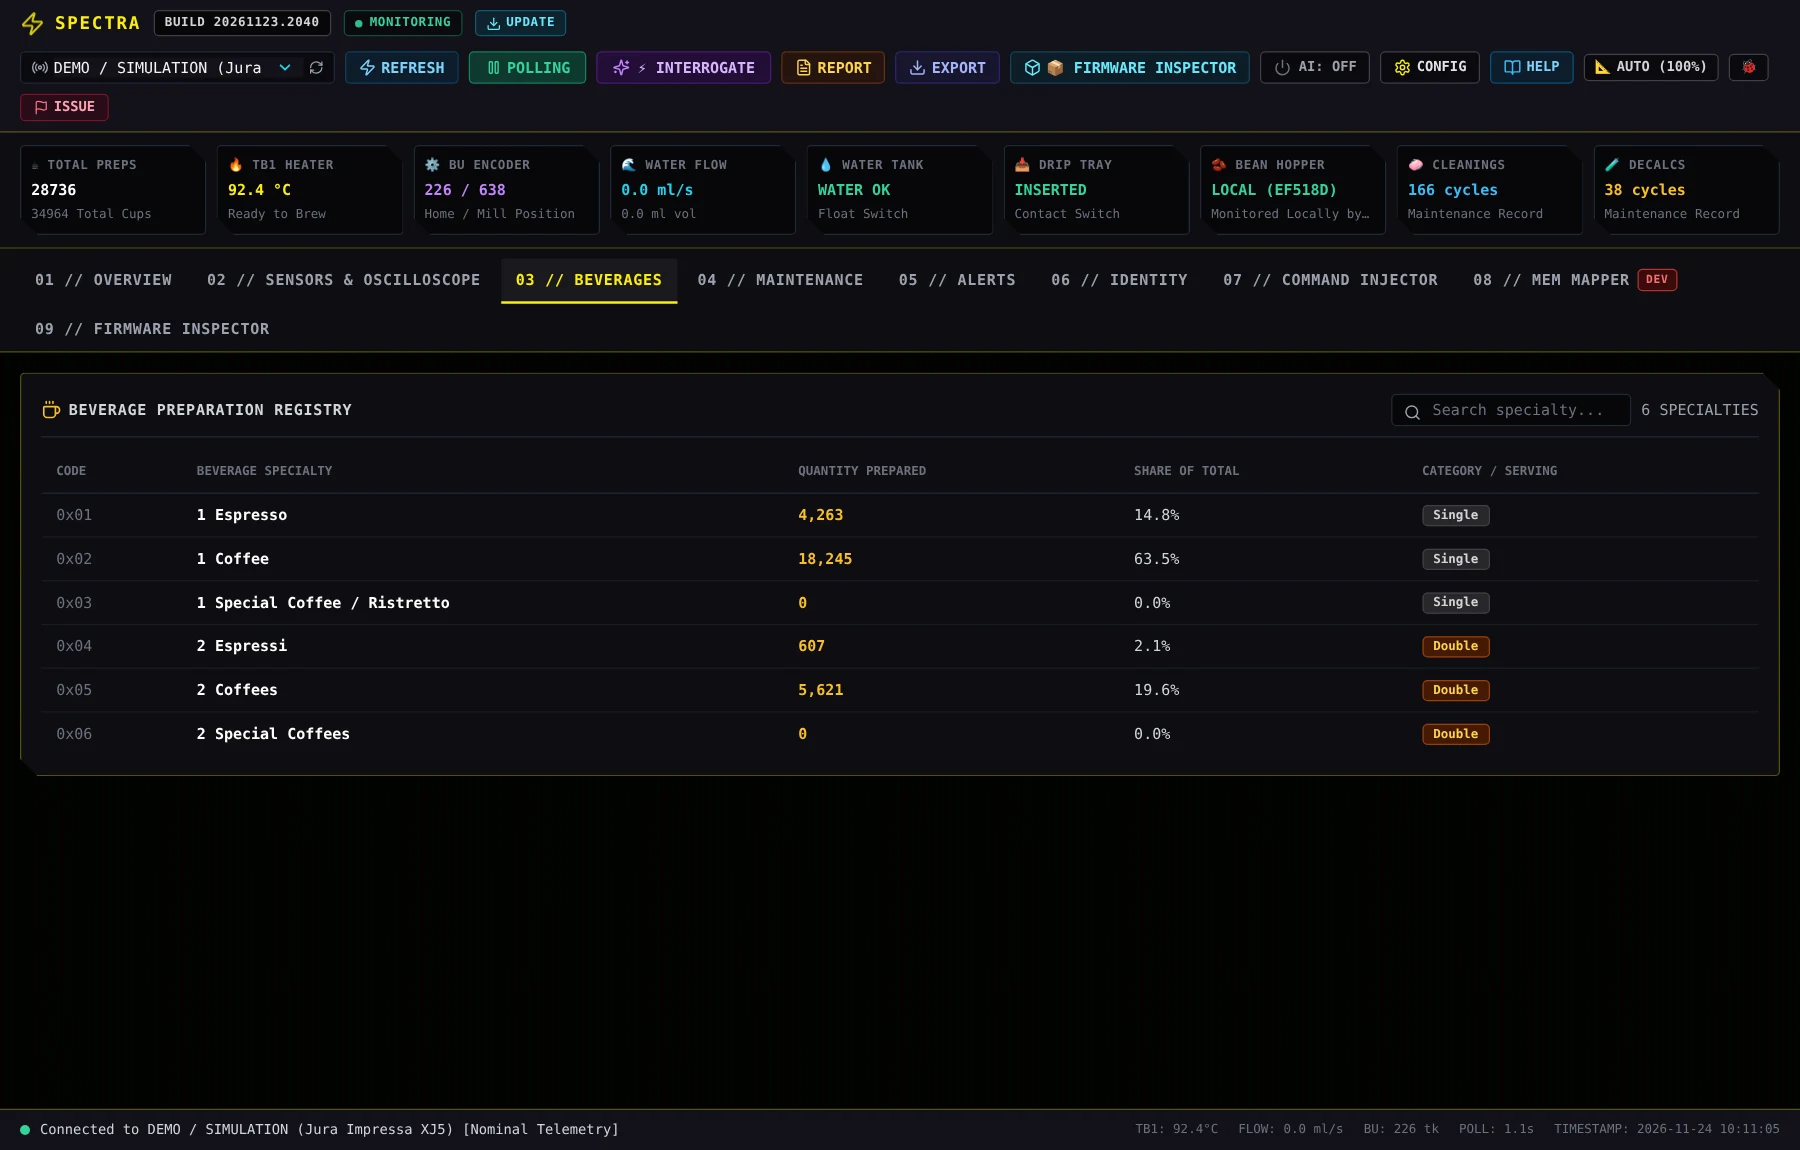 SPECTRA BUILD 20261123.2040 MONITORING UPDATE
DEMO / SIMULATION (Jura REFRESH POLLING ⚡ INTERROGATE REPORT EXPORT 📦 FIRMWARE INSPECTOR AI: OFF CONFIG HELP 📐 AUTO (100%) 🐞
ISSUE
☕ TOTAL PREPS 🔥 TB1 HEATER ⚙️ BU ENCODER 🌊 WATER FLOW 💧 WATER TANK 📥 DRIP TRAY 🫘 BEAN HOPPER 🧼 CLEANINGS 🧪 DECALCS
28736 92.4 °C 226 / 638 0.0 ml/s WATER OK INSERTED LOCAL (EF518D) 166 cycles 38 cycles
34964 Total Cups Ready to Brew Home / Mill Position 0.0 ml vol Float Switch Contact Switch Monitored Locally by… Maintenance Record Maintenance Record
01 // OVERVIEW 02 // SENSORS & OSCILLOSCOPE 03 // BEVERAGES 04 // MAINTENANCE 05 // ALERTS 06 // IDENTITY 07 // COMMAND INJECTOR 08 // MEM MAPPER DEV
09 // FIRMWARE INSPECTOR
BEVERAGE PREPARATION REGISTRY Search specialty... 6 SPECIALTIES
CODE BEVERAGE SPECIALTY QUANTITY PREPARED SHARE OF TOTAL CATEGORY / SERVING
0x01 1 Espresso 4,263 14.8% Single
0x02 1 Coffee 18,245 63.5% Single
0x03 1 Special Coffee / Ristretto 0 0.0% Single
0x04 2 Espressi 607 2.1% Double
0x05 2 Coffees 5,621 19.6% Double
0x06 2 Special Coffees 0 0.0% Double
Connected to DEMO / SIMULATION (Jura Impressa XJ5) [Nominal Telemetry] TB1: 92.4°C FLOW: 0.0 ml/s BU: 226 tk POLL: 1.1s TIMESTAMP: 2026-11-24 10:11:05